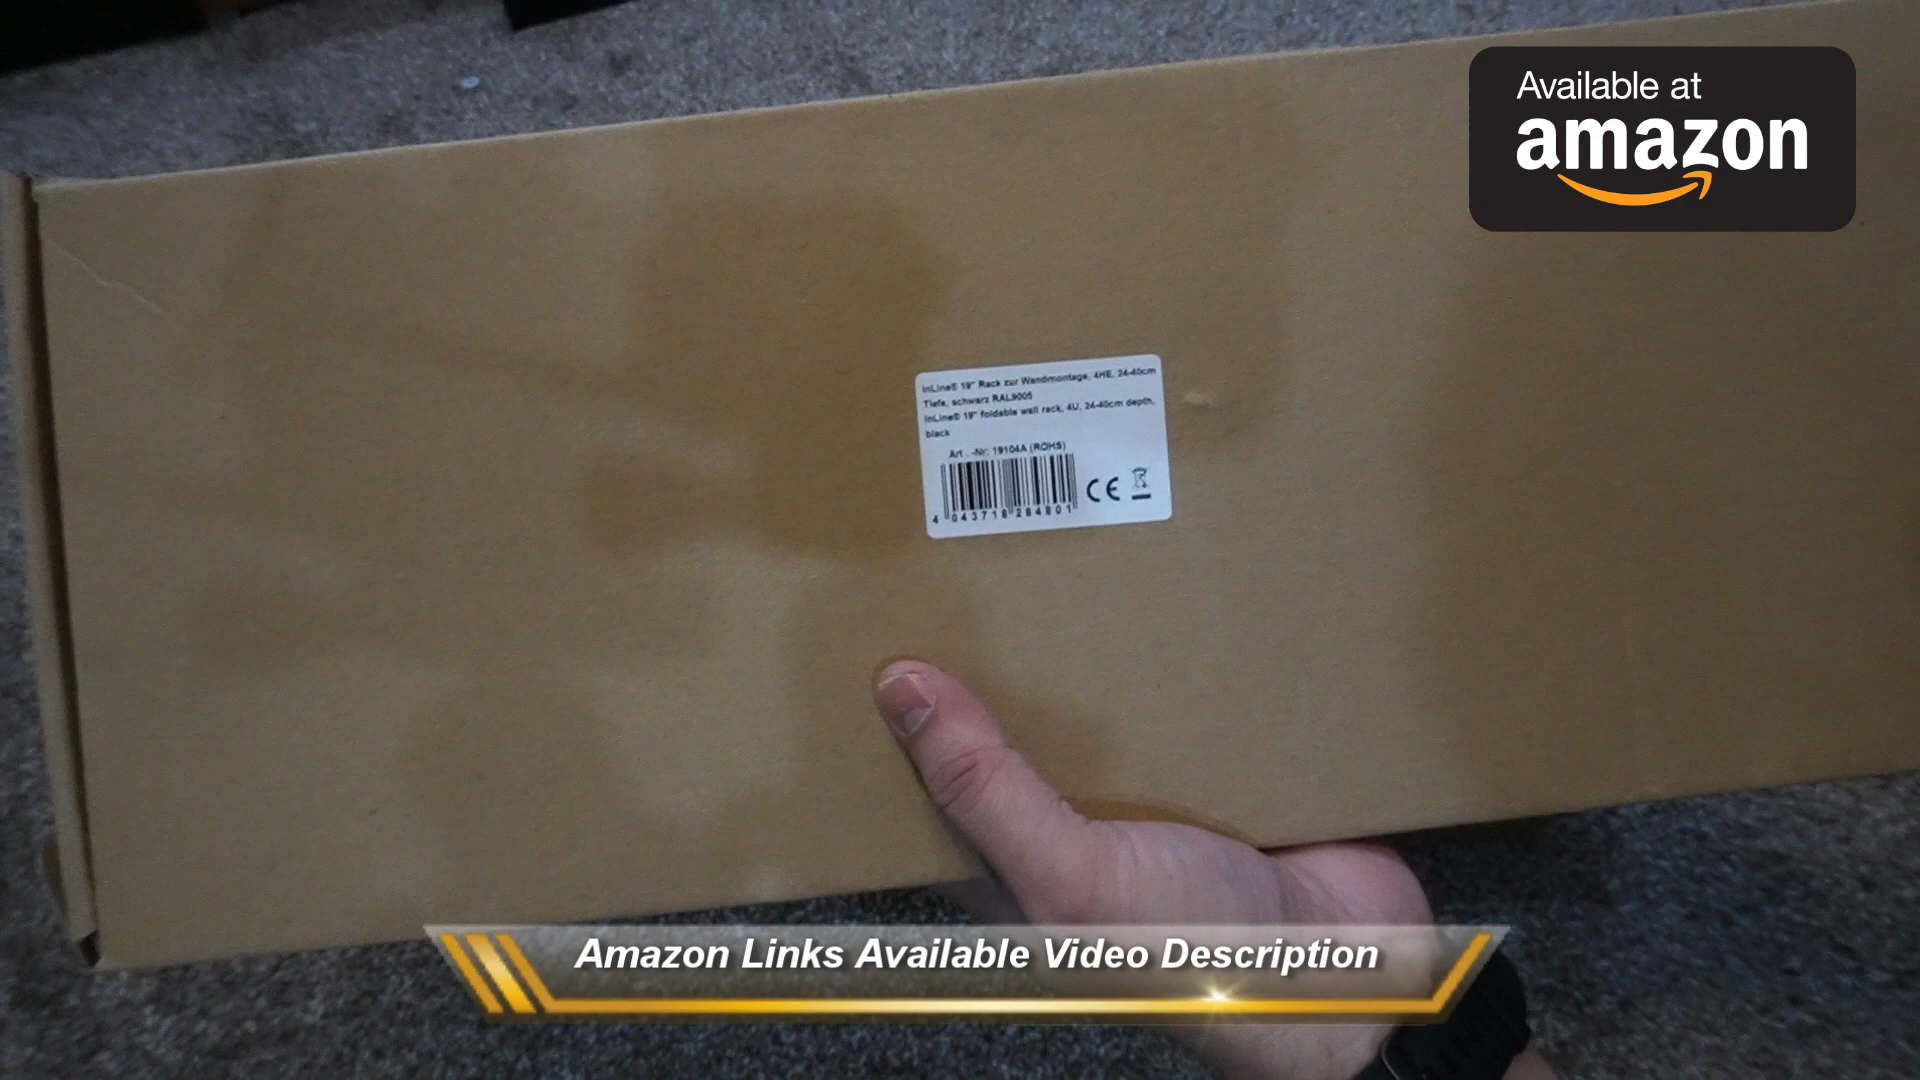 Available at
amazon
InLine® 19" Rack zur Wandmontage, 4HE, 24-40cm
Tiefe, schwarz RAL9005
InLine® 19" foldable wall rack, 4U, 24-40cm depth,
black
Art . -Nr: 19104A (ROHS)
CE
4 043718 284801
Amazon Links Available Video Description